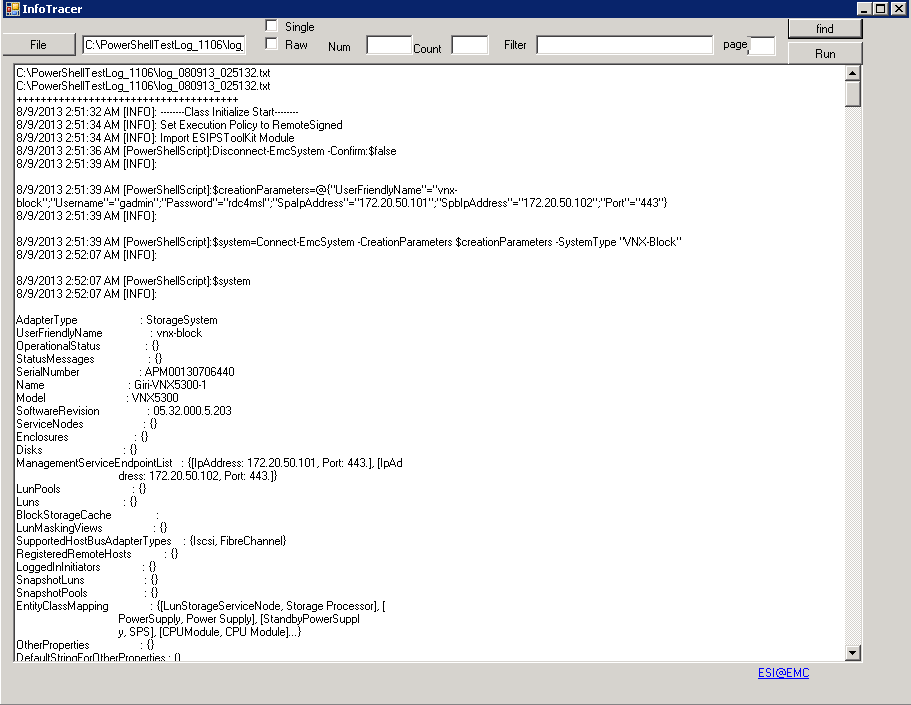 InfoTracer
Single
File
C:\PowerShellTestLog_1106\log_
Raw
Num
Count
Filter
page
find
Run
C:\PowerShellTestLog_1106\log_080913_025132.txt
C:\PowerShellTestLog_1106\log_080913_025132.txt
+++++++++++++++++++++++++++++++++++++
8/9/2013 2:51:32 AM [INFO]: --------Class Initialize Start--------
8/9/2013 2:51:34 AM [INFO]: Set Execution Policy to RemoteSigned
8/9/2013 2:51:34 AM [INFO]: Import ESIPSToolKit Module
8/9/2013 2:51:36 AM [PowerShellScript]:Disconnect-EmcSystem -Confirm:$false
8/9/2013 2:51:39 AM [INFO]:
8/9/2013 2:51:39 AM [PowerShellScript]:$creationParameters=@{"UserFriendlyName"="vnx-
block";"Username"="gadmin";"Password"="rdc4msl";"SpaIpAddress"="172.20.50.101";"SpbIpAddress"="172.20.50.102";"Port"="443"}
8/9/2013 2:51:39 AM [INFO]:
8/9/2013 2:51:39 AM [PowerShellScript]:$system=Connect-EmcSystem -CreationParameters $creationParameters -SystemType "VNX-Block"
8/9/2013 2:52:07 AM [INFO]:
8/9/2013 2:52:07 AM [PowerShellScript]:$system
8/9/2013 2:52:07 AM [INFO]:
AdapterType : StorageSystem
UserFriendlyName : vnx-block
OperationalStatus : {}
StatusMessages : {}
SerialNumber : APM00130706440
Name : Giri-VNX5300-1
Model : VNX5300
SoftwareRevision : 05.32.000.5.203
ServiceNodes : {}
Enclosures : {}
Disks : {}
ManagementServiceEndpointList : {[IpAddress: 172.20.50.101, Port: 443.], [IpAd
dress: 172.20.50.102, Port: 443.]}
LunPools : {}
Luns : {}
BlockStorageCache :
LunMaskingViews : {}
SupportedHostBusAdapterTypes : {Iscsi, FibreChannel}
RegisteredRemoteHosts : {}
LoggedInInitiators : {}
SnapshotLuns : {}
SnapshotPools : {}
EntityClassMapping : {[LunStorageServiceNode, Storage Processor], [
PowerSupply, Power Supply], [StandbyPowerSuppl
y, SPS], [CPUModule, CPU Module]...}
OtherProperties : {}
DefaultStringForOtherProperties : {}
ESI@EMC